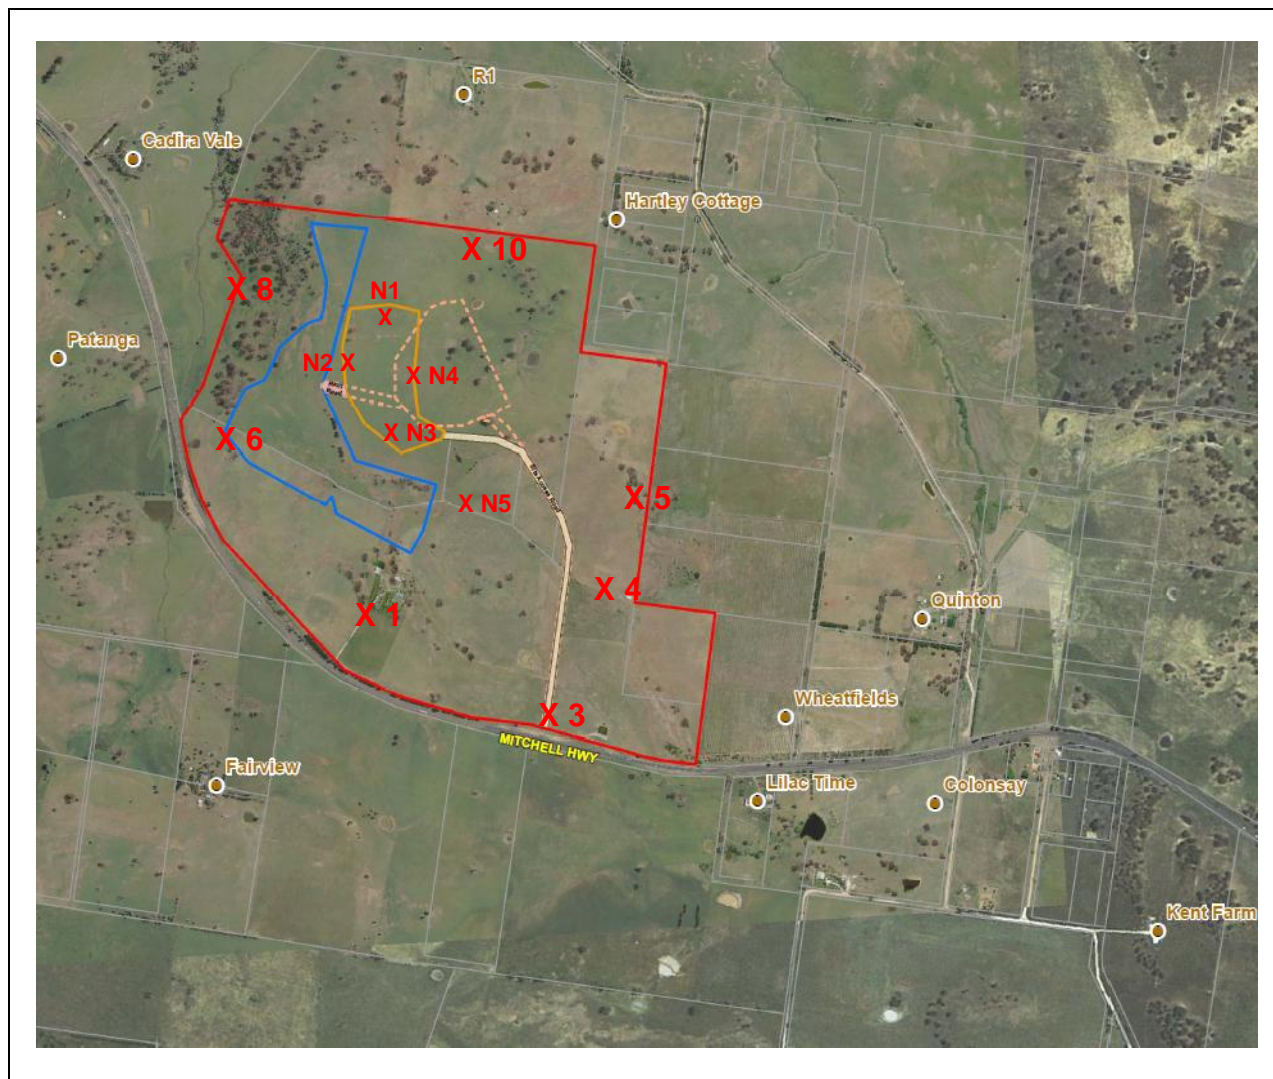 R1
Cadira Vale
Hartley Cottage
X 10
X 8
N1
X
Patanga
N2 X
X N4
X N3
X 6
X 5
X N5
X 4
X 1
Quinton
X 3
Wheatfields
MITCHELL HWY
Fairview
Lilac Time
Colonsay
Kent Farm